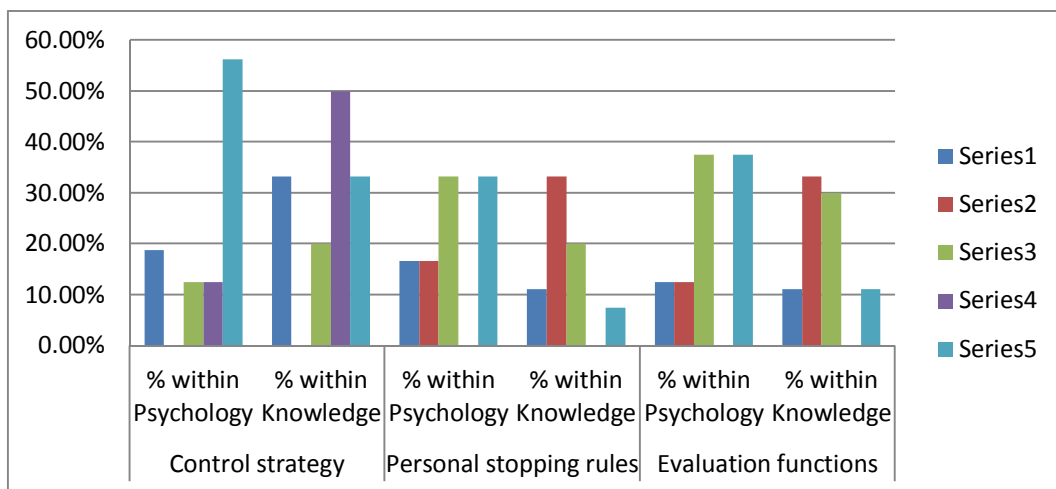 60.00%
50.00%
40.00%
30.00%
20.00%
10.00%
0.00%
% within Psychology
% within Knowledge
% within Psychology
% within Knowledge
% within Psychology
% within Knowledge
Control strategy
Personal stopping rules
Evaluation functions
Series1
Series2
Series3
Series4
Series5